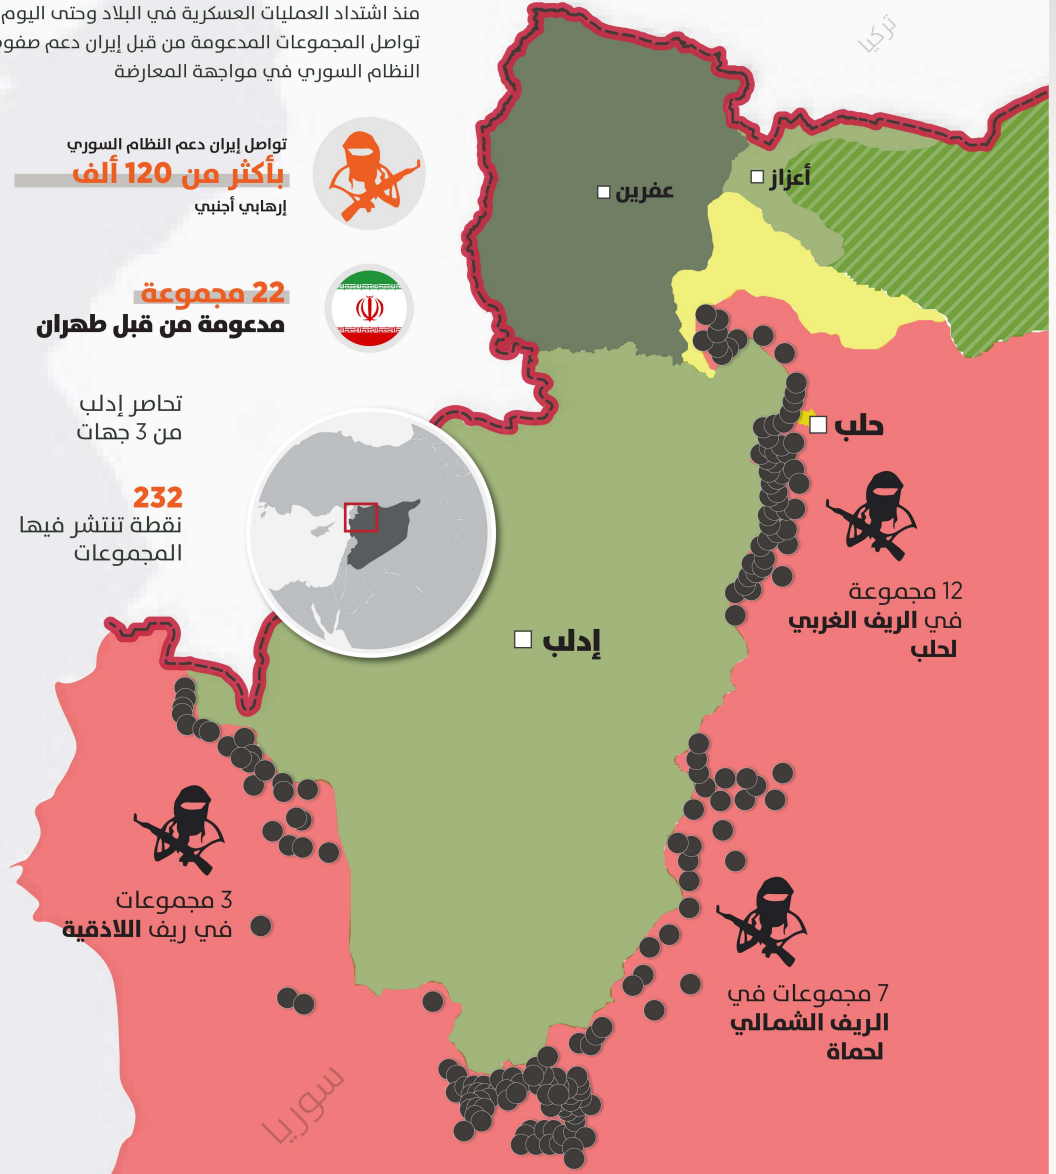 منذ اشتداد العمليات العسكرية في البلاد وحتى اليوم
تواصل المجموعات المدعومة من قبل إيران دعم
النظام السوري في مواجهة المعارضة
تواصل إيران دعم النظام السوري
بأكثر من 120 ألف
إرهابي أجنبي
22 مجموعة
مدعومة من قبل طهران
تحاصر إدلب
من 3 جهات
232
نقطة تنتشر فيها
المجموعات
تركيا
أعزاز
عفرين
حلب
12 مجموعة
في الريف الغربي
لحلب
إدلب
3 مجموعات
في ريف اللاذقية
7 مجموعات في
الريف الشمالي
لحماة
سوريا